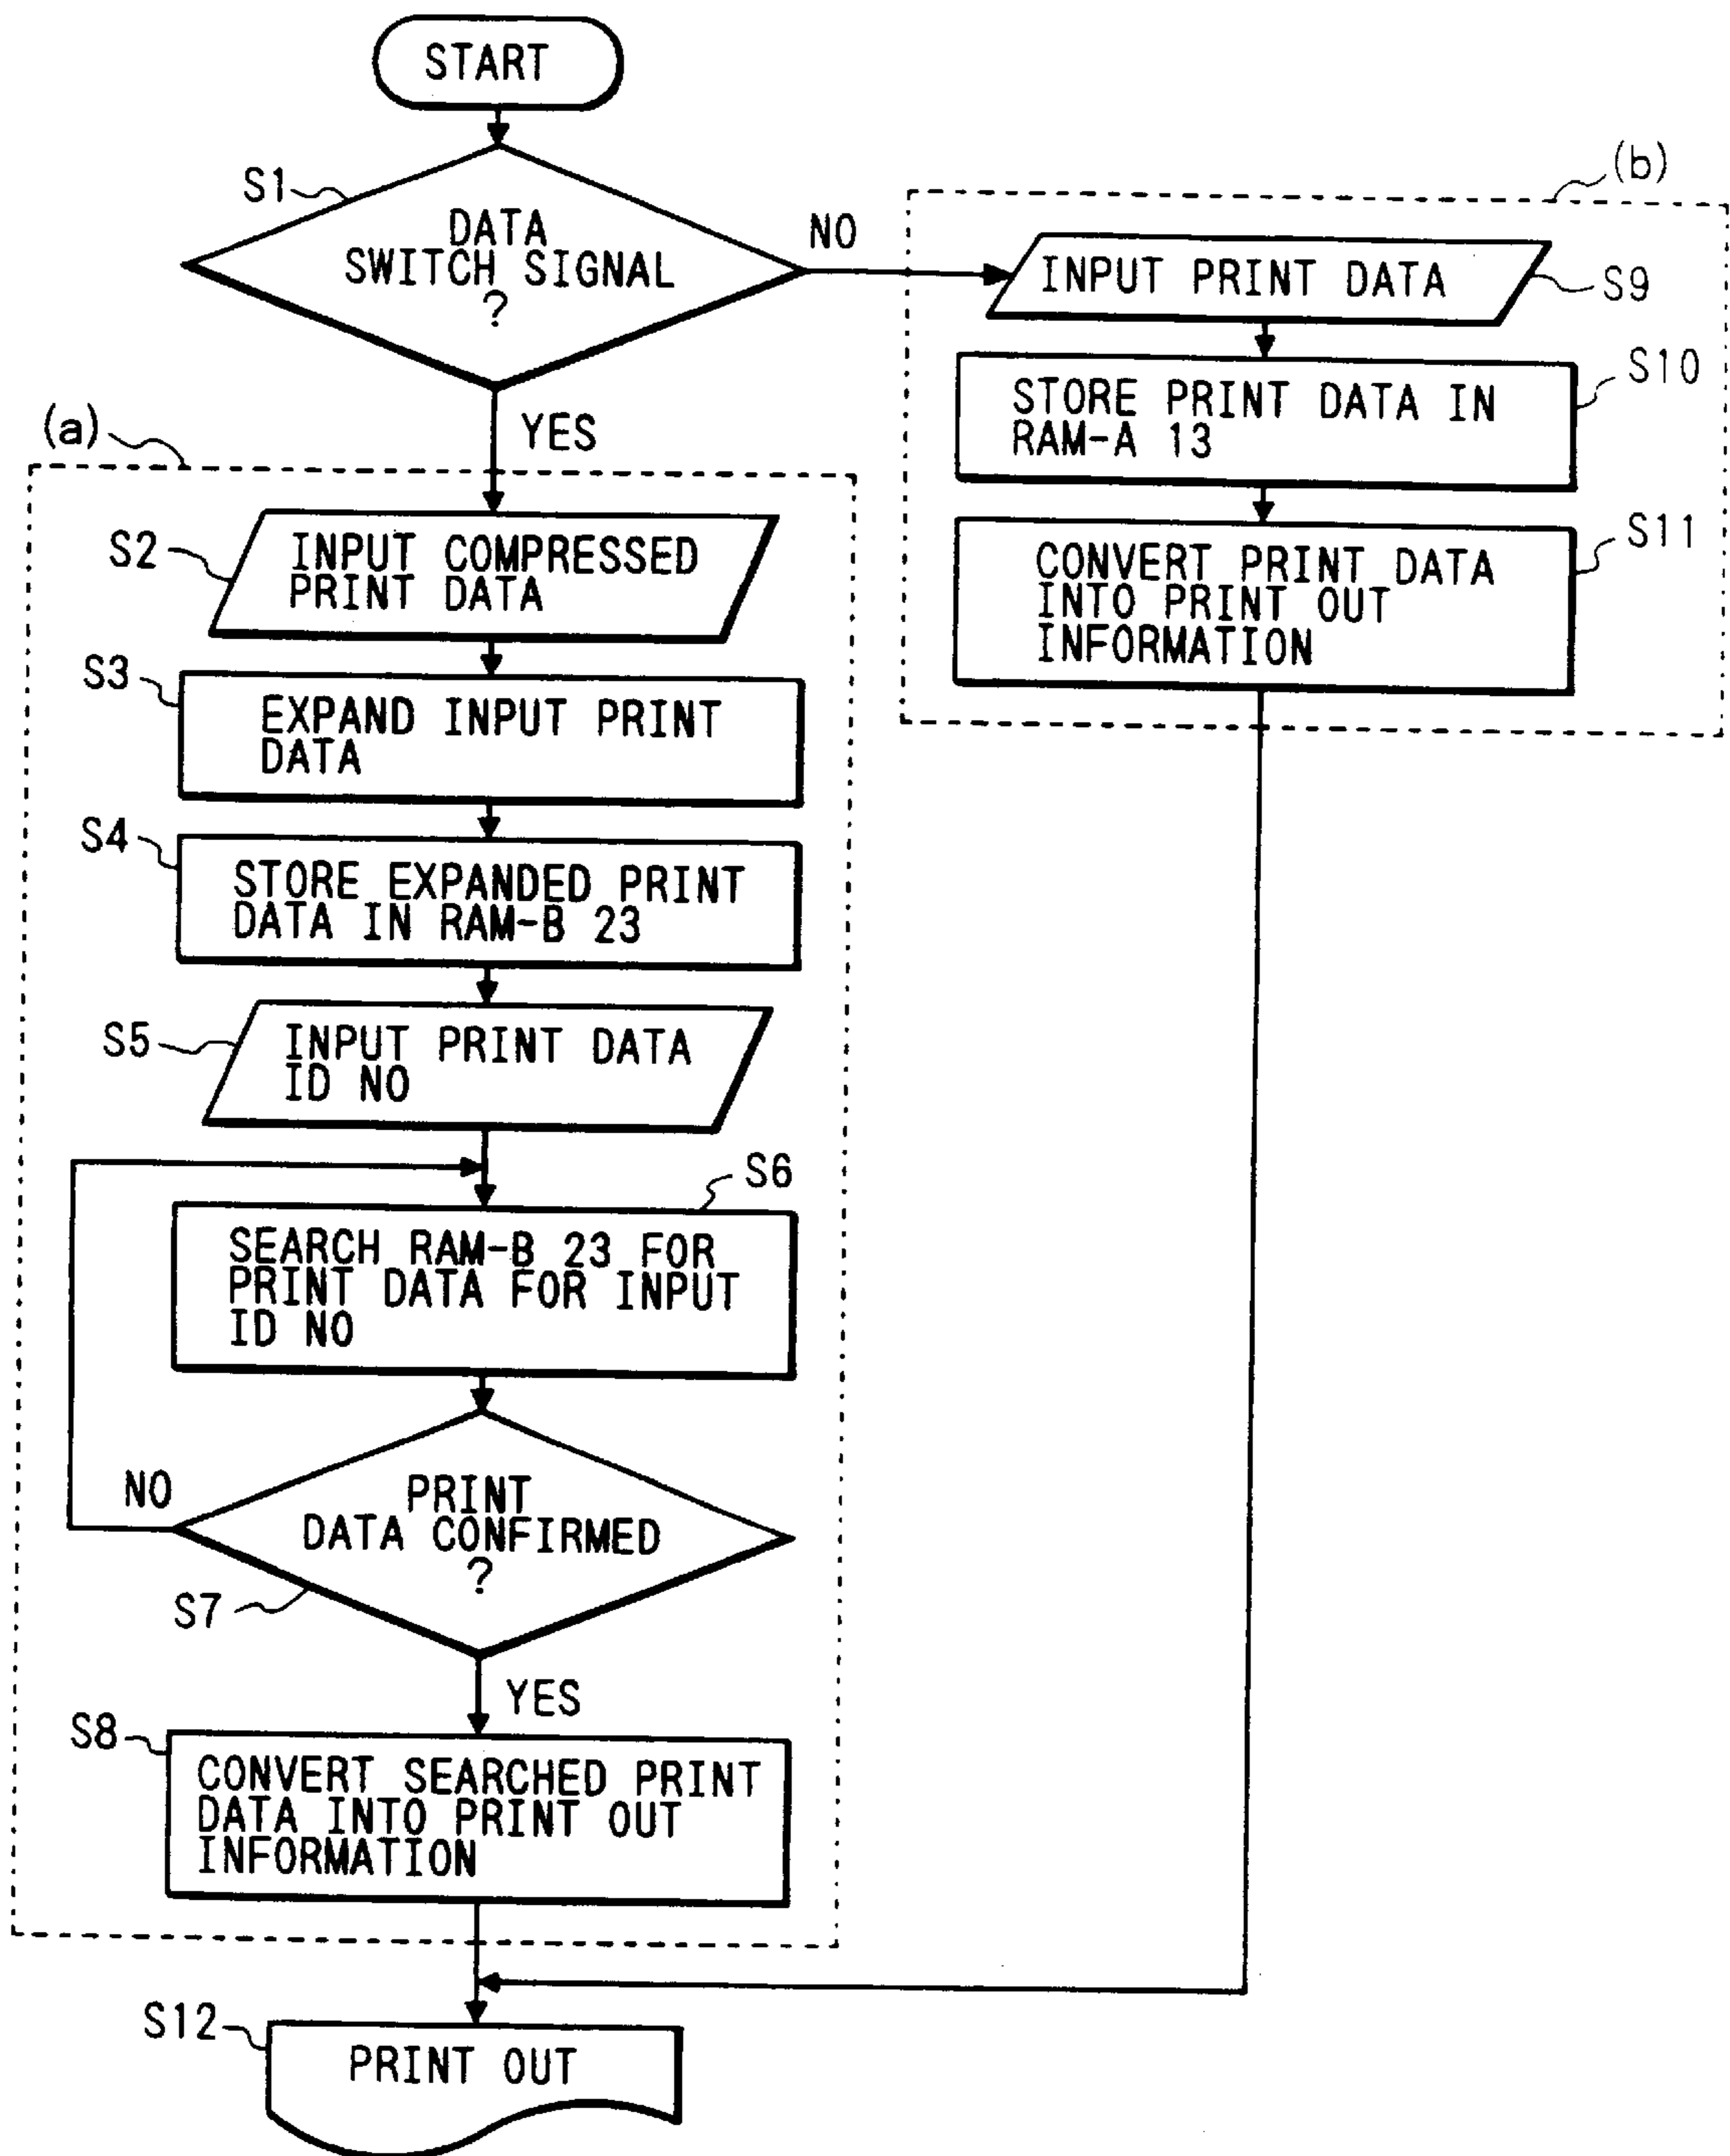 START
S1
DATA
SWITCH SIGNAL
?
NO
YES
(b)
INPUT PRINT DATA
S9
S10
STORE PRINT DATA IN
RAM-A 13
S11
CONVERT PRINT DATA
INTO PRINT OUT
INFORMATION
(a)
S2
INPUT COMPRESSED
PRINT DATA
S3
EXPAND INPUT PRINT
DATA
S4
STORE EXPANDED PRINT
DATA IN RAM-B 23
S5
INPUT PRINT DATA
ID NO
S6
SEARCH RAM-B 23 FOR
PRINT DATA FOR INPUT
ID NO
NO
PRINT
DATA CONFIRMED
?
S7
YES
S8
CONVERT SEARCHED PRINT
DATA INTO PRINT OUT
INFORMATION
S12
PRINT OUT